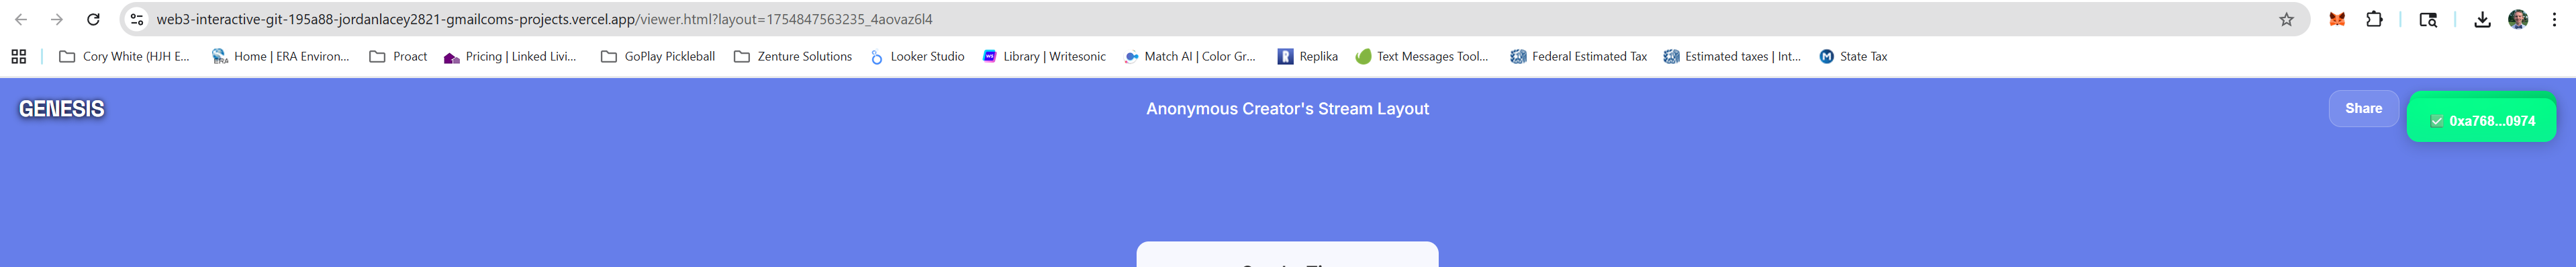 web3-interactive-git-195a88-jordanlacey2821-gmailcoms-projects.vercel.app/viewer.html?layout=1754847563235_4aovaz6l4
Cory White (HJH E... Home | ERA Environ... Proact Pricing | Linked Livi... GoPlay Pickleball Zenture Solutions Looker Studio Library | Writesonic Match AI | Color Gr... Replika Text Messages Tool... Federal Estimated Tax Estimated taxes | Int... State Tax
GENESIS Anonymous Creator's Stream Layout Share 0xa768...0974